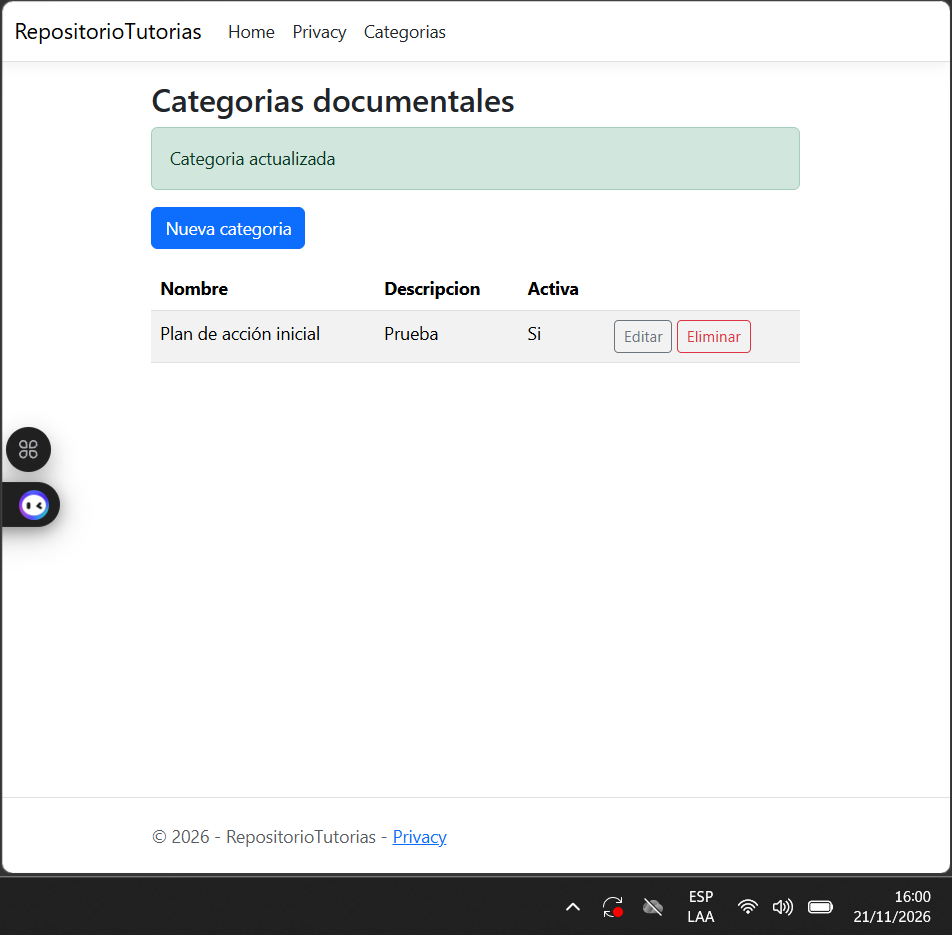 RepositorioTutorias Home Privacy Categorias
Categorias documentales
Categoria actualizada
Nueva categoria
Nombre Descripcion Activa
Plan de acción inicial Prueba Si Editar Eliminar
© 2026 - RepositorioTutorias - Privacy
ESP 16:00
LAA 21/11/2026